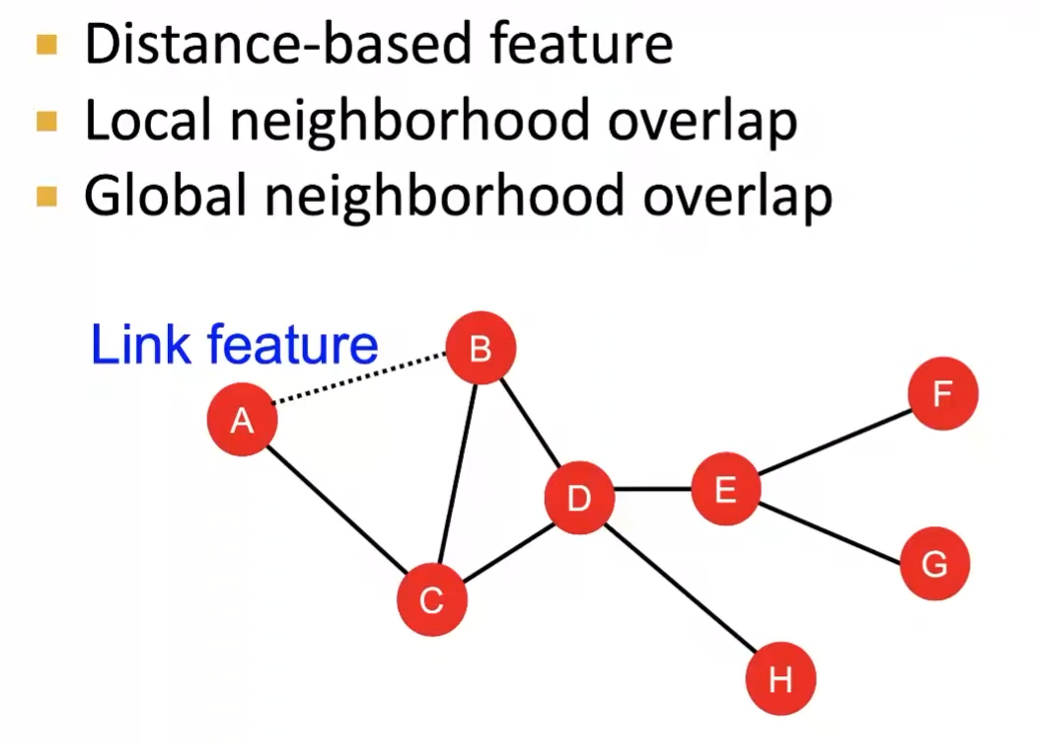 Distance-based feature
Local neighborhood overlap
Global neighborhood overlap
Link feature
B
A
F
D
E
G
C
H